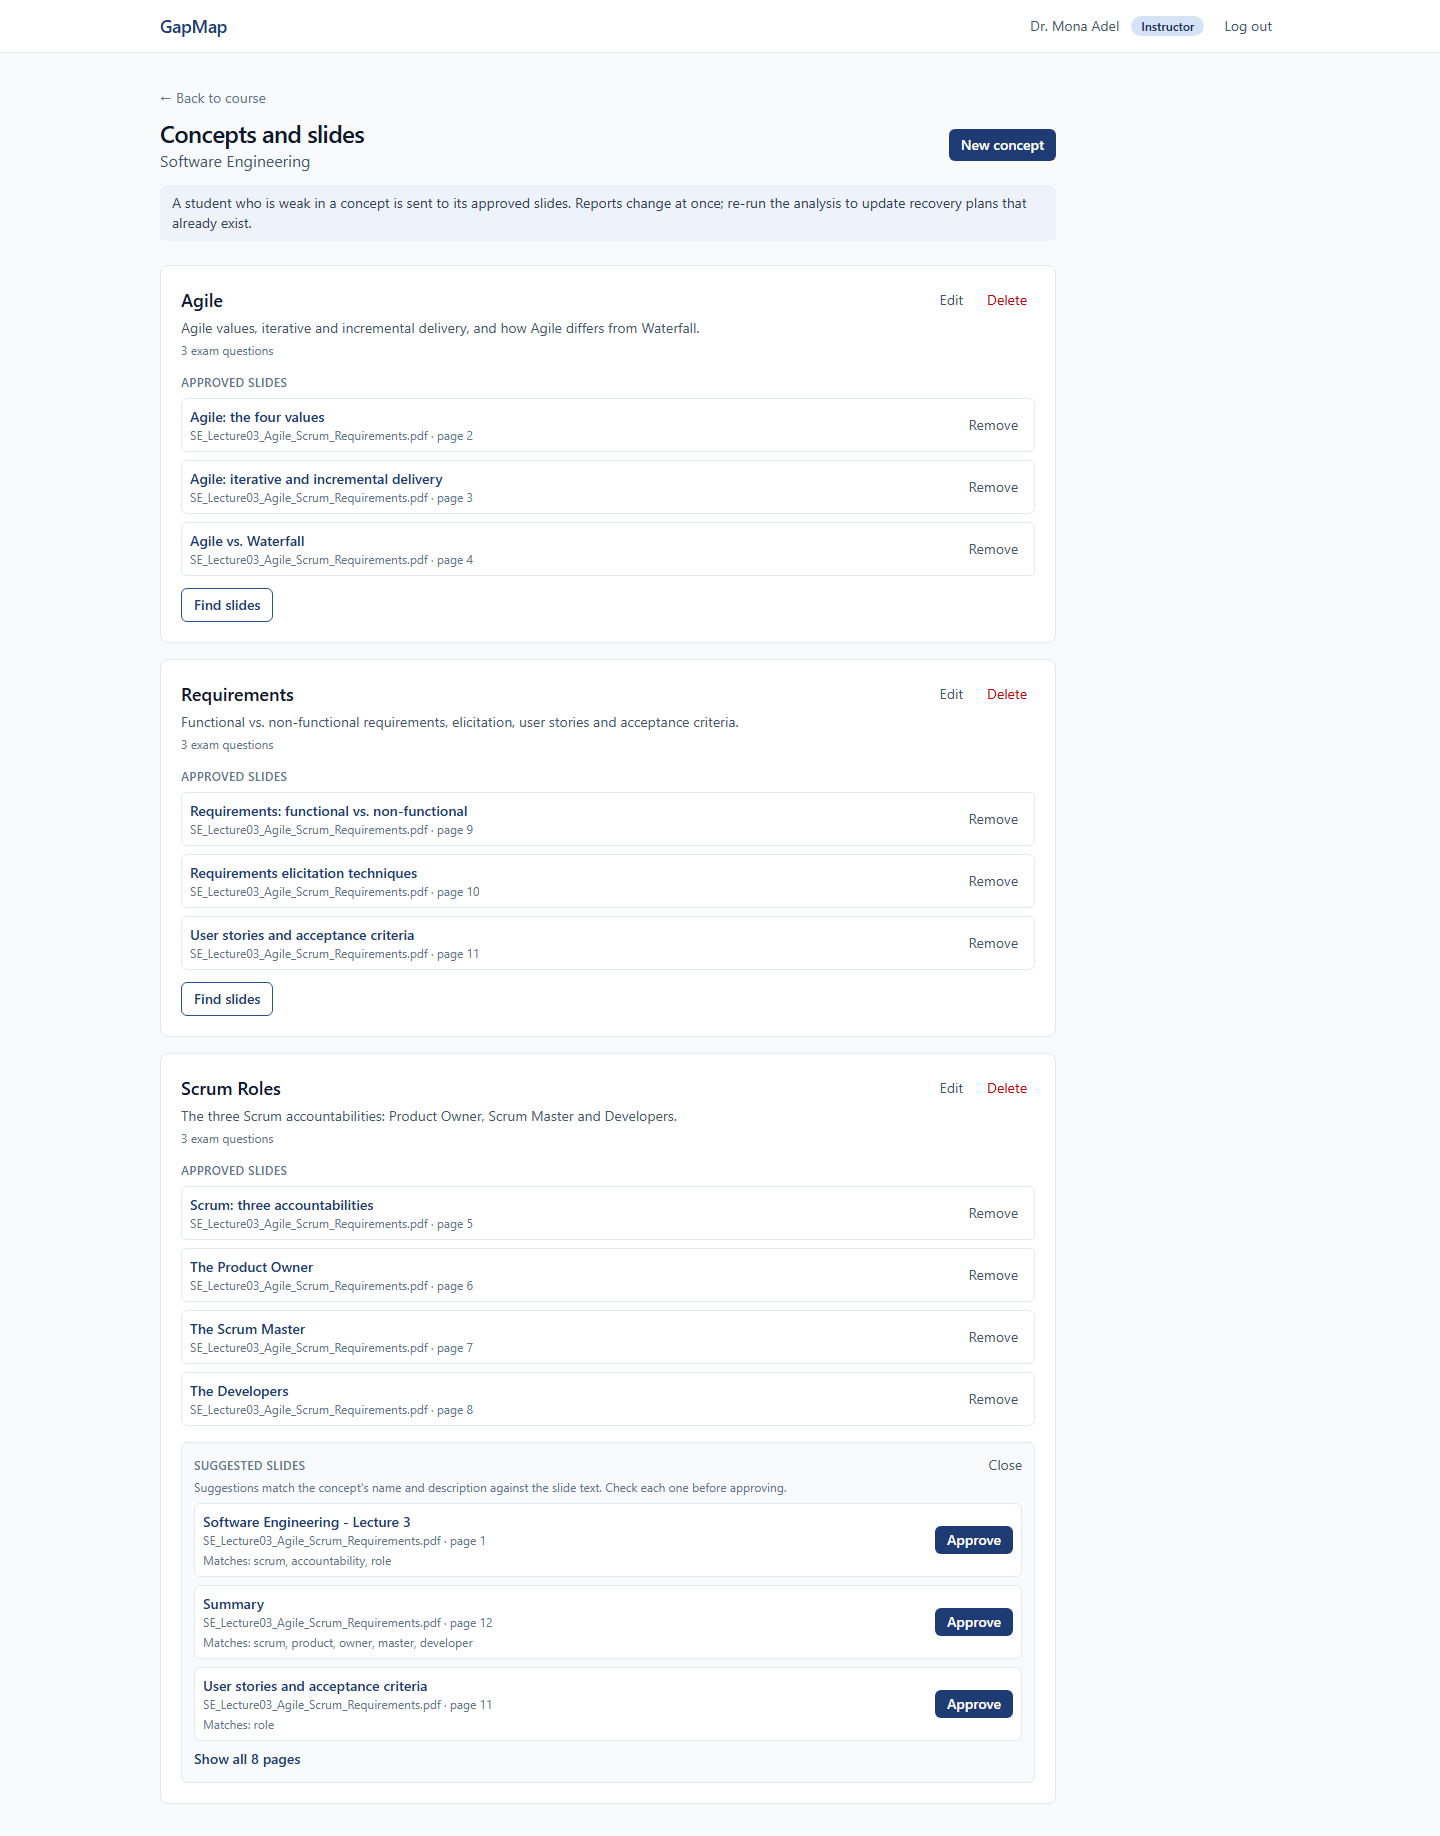 GapMap
Dr. Mona Adel
Instructor
Log out
← Back to course
Concepts and slides
Software Engineering
New concept
A student who is weak in a concept is sent to its approved slides. Reports change at once; re-run the analysis to update recovery plans that
already exist.
Agile
Edit
Delete
Agile values, iterative and incremental delivery, and how Agile differs from Waterfall.
3 exam questions
APPROVED SLIDES
Agile: the four values
SE_Lecture03_Agile_Scrum_Requirements.pdf · page 2
Remove
Agile: iterative and incremental delivery
SE_Lecture03_Agile_Scrum_Requirements.pdf · page 3
Remove
Agile vs. Waterfall
SE_Lecture03_Agile_Scrum_Requirements.pdf · page 4
Remove
Find slides
Requirements
Edit
Delete
Functional vs. non-functional requirements, elicitation, user stories and acceptance criteria.
3 exam questions
APPROVED SLIDES
Requirements: functional vs. non-functional
SE_Lecture03_Agile_Scrum_Requirements.pdf · page 9
Remove
Requirements elicitation techniques
SE_Lecture03_Agile_Scrum_Requirements.pdf · page 10
Remove
User stories and acceptance criteria
SE_Lecture03_Agile_Scrum_Requirements.pdf · page 11
Remove
Find slides
Scrum Roles
Edit
Delete
The three Scrum accountabilities: Product Owner, Scrum Master and Developers.
3 exam questions
APPROVED SLIDES
Scrum: three accountabilities
SE_Lecture03_Agile_Scrum_Requirements.pdf · page 5
Remove
The Product Owner
SE_Lecture03_Agile_Scrum_Requirements.pdf · page 6
Remove
The Scrum Master
SE_Lecture03_Agile_Scrum_Requirements.pdf · page 7
Remove
The Developers
SE_Lecture03_Agile_Scrum_Requirements.pdf · page 8
Remove
SUGGESTED SLIDES
Close
Suggestions match the concept's name and description against the slide text. Check each one before approving.
Software Engineering - Lecture 3
SE_Lecture03_Agile_Scrum_Requirements.pdf · page 1
Matches: scrum, accountability, role
Approve
Summary
SE_Lecture03_Agile_Scrum_Requirements.pdf · page 12
Matches: scrum, product, owner, master, developer
Approve
User stories and acceptance criteria
SE_Lecture03_Agile_Scrum_Requirements.pdf · page 11
Matches: role
Approve
Show all 8 pages